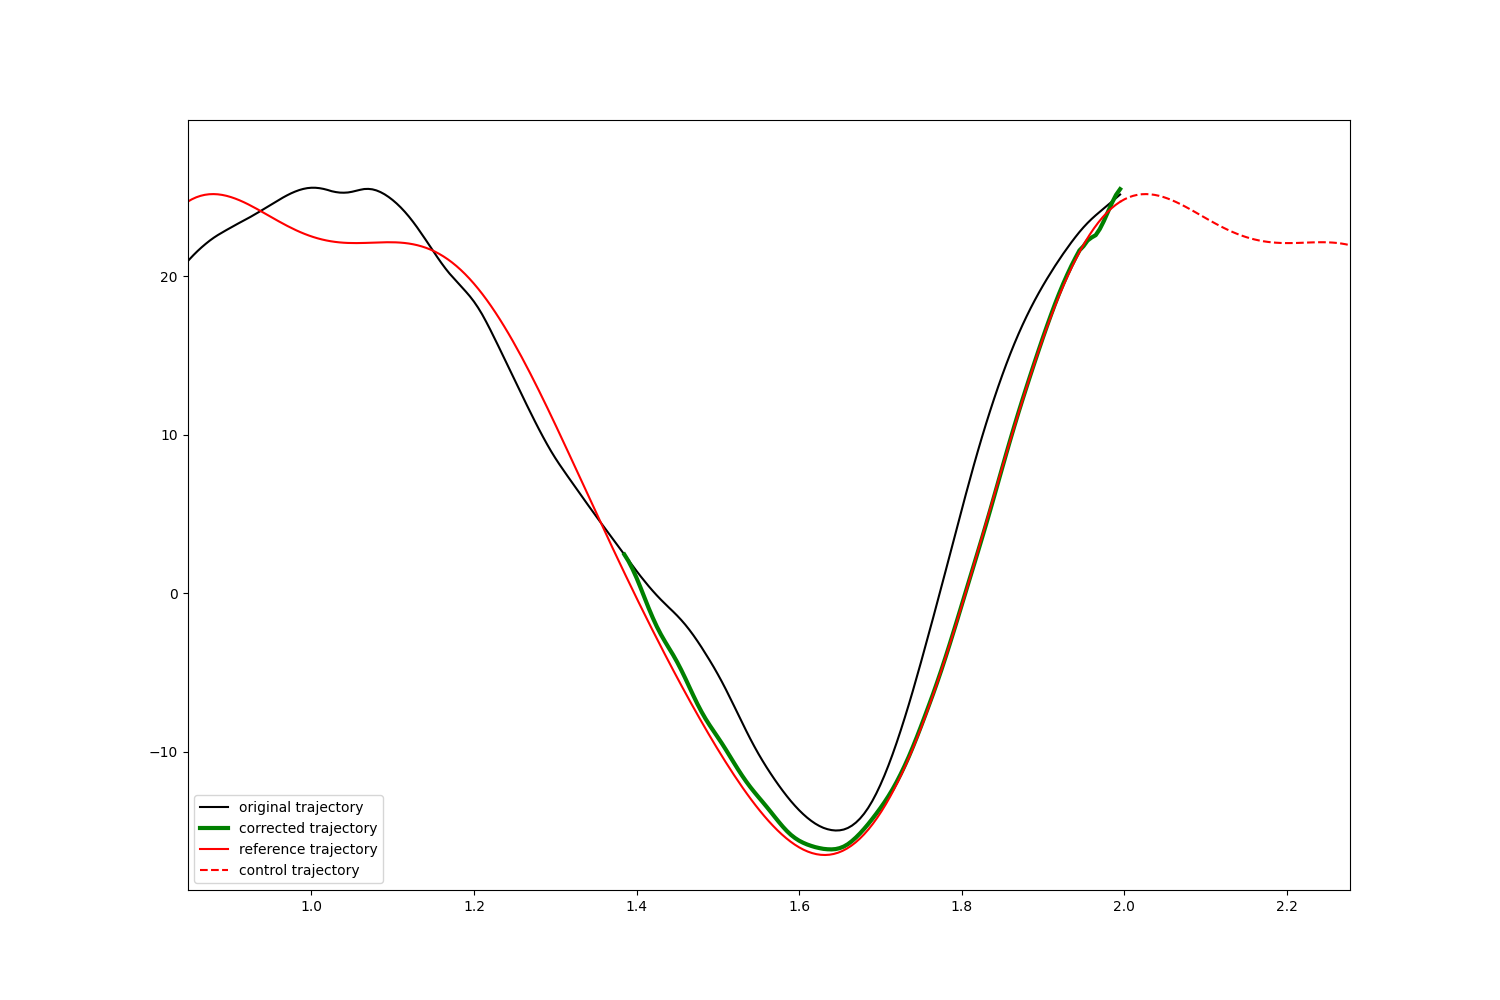 20
10
0
−10
original trajectory
corrected trajectory
reference trajectory
control trajectory
1.0 1.2 1.4 1.6 1.8 2.0 2.2